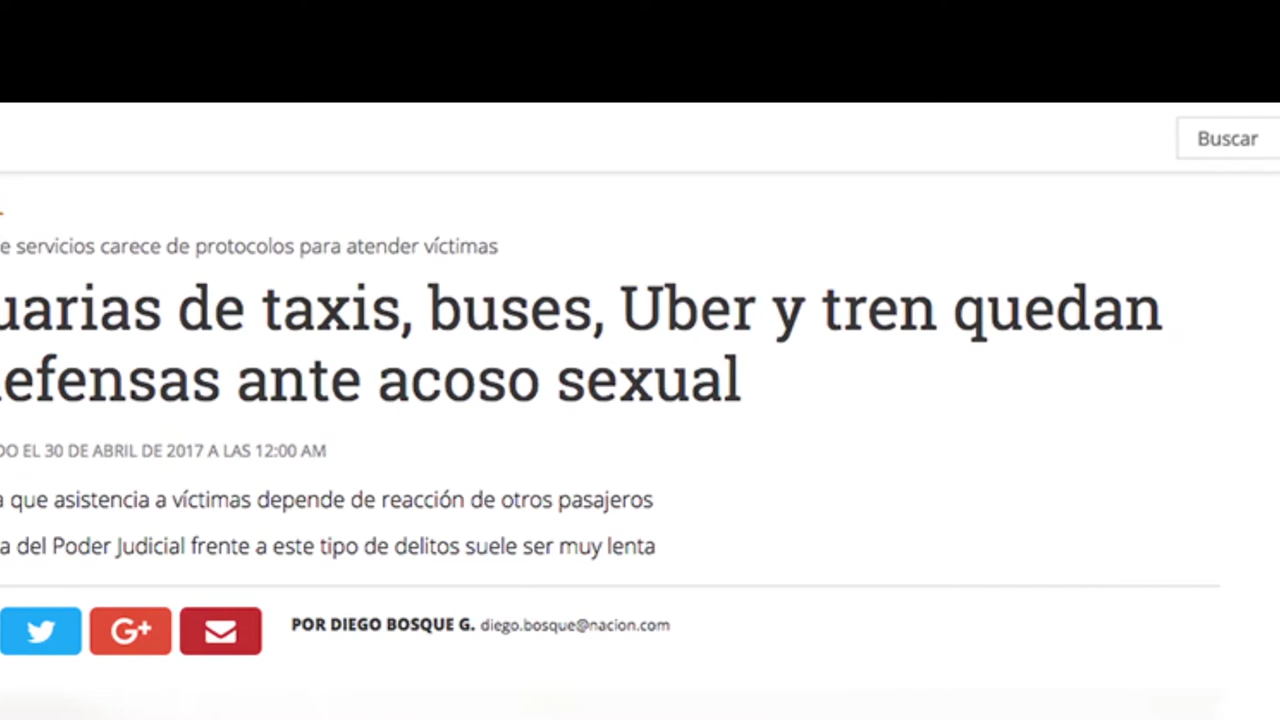 Buscar
e servicios carece de protocolos para atender víctimas
uarias de taxis, buses, Uber y tren quedan
efensas ante acoso sexual
DO EL 30 DE ABRIL DE 2017 A LAS 12:00 AM
a que asistencia a víctimas depende de reacción de otros pasajeros
a del Poder Judicial frente a este tipo de delitos suele ser muy lenta
G+ POR DIEGO BOSQUE G. diego.bosque@nacion.com